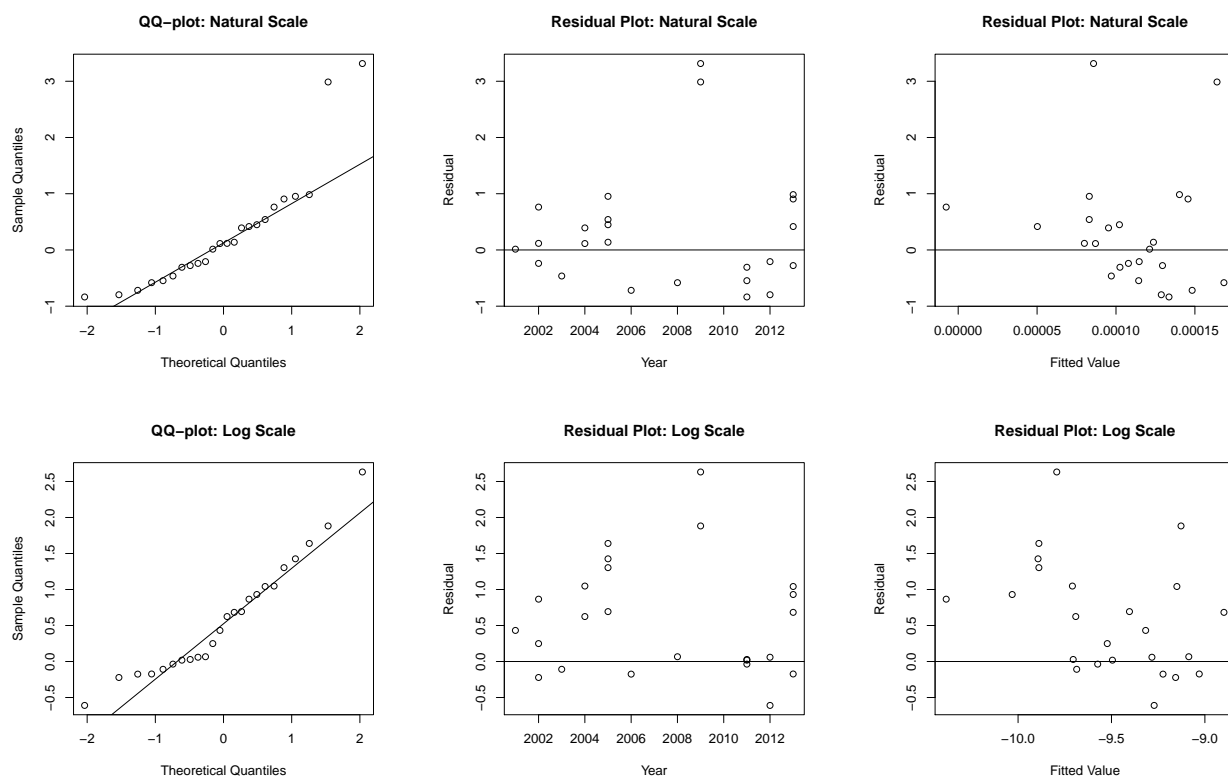 QQ−plot: Natural Scale
Sample Quantiles
−1 0 1 2 3
−2 −1 0 1 2
Theoretical Quantiles
Residual Plot: Natural Scale
Residual
−1 0 1 2 3
2002 2004 2006 2008 2010 2012
Year
Residual Plot: Natural Scale
Residual
−1 0 1 2 3
0.00000 0.00005 0.00010 0.00015
Fitted Value
QQ−plot: Log Scale
Sample Quantiles
−0.5 0.0 0.5 1.0 1.5 2.0 2.5
−2 −1 0 1 2
Theoretical Quantiles
Residual Plot: Log Scale
Residual
−0.5 0.0 0.5 1.0 1.5 2.0 2.5
2002 2004 2006 2008 2010 2012
Year
Residual Plot: Log Scale
Residual
−0.5 0.0 0.5 1.0 1.5 2.0 2.5
−10.0 −9.5 −9.0
Fitted Value